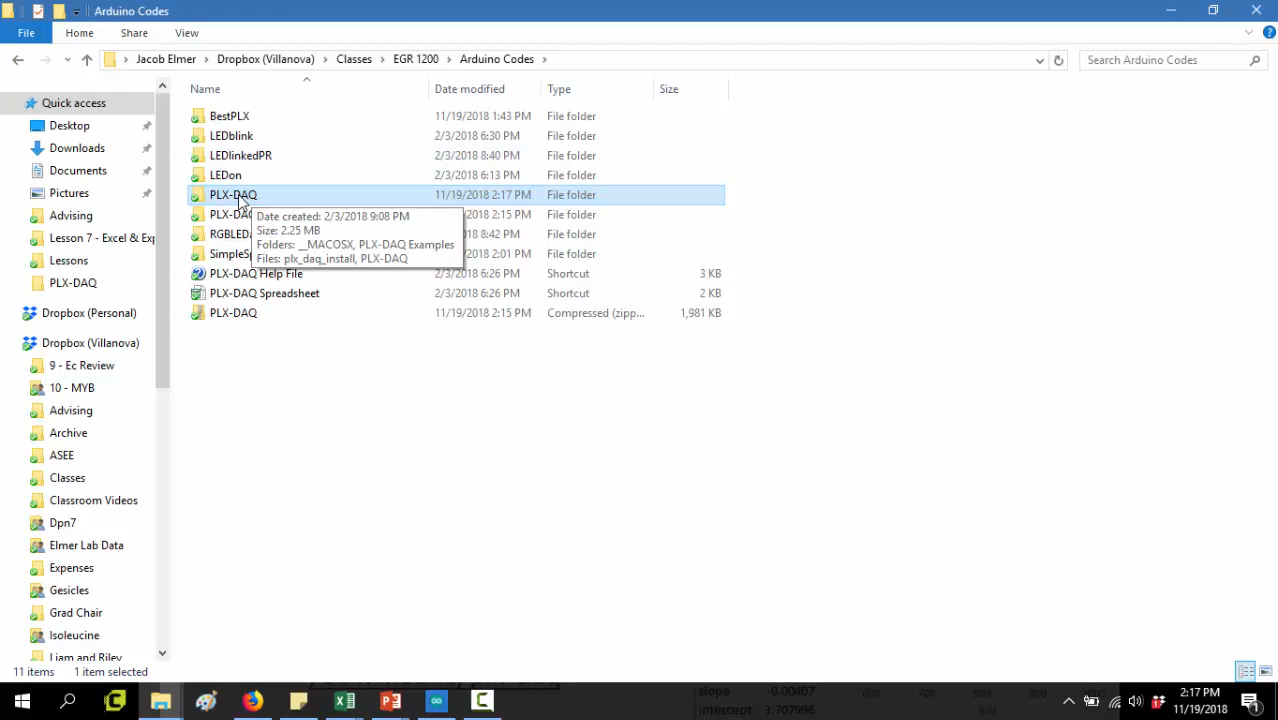 Arduino Codes
File Home Share View
Jacob Elmer Dropbox (Villanova) Classes EGR 1200 Arduino Codes Search Arduino Codes
Name Date modified Type Size
Quick access
Desktop
Downloads
Documents
Pictures
Advising
Lesson 7 - Excel & Exp
Lessons
PLX-DAQ
Dropbox (Personal)
Dropbox (Villanova)
9 - Ec Review
10 - MYB
Advising
Archive
ASEE
Classes
Classroom Videos
Dpn7
Elmer Lab Data
Expenses
Gesicles
Grad Chair
Isoleucine
Liam and Riley
BestPLX 11/19/2018 1:43 PM File folder
LEDblink 2/3/2018 6:30 PM File folder
LEDlinkedPR 2/3/2018 8:40 PM File folder
LEDon 2/3/2018 6:13 PM File folder
PLX-DAQ 11/19/2018 2:17 PM File folder
PLX-DAQ /2018 2:15 PM File folder
RGBLED 2018 8:42 PM File folder
SimpleS /2018 2:01 PM File folder
Date created: 2/3/2018 9:08 PM
Size: 2.25 MB
Folders: __MACOSX, PLX-DAQ Examples
Files: plx_daq_install, PLX-DAQ
PLX-DAQ Help File 2/3/2018 6:26 PM Shortcut 3 KB
PLX-DAQ Spreadsheet 2/3/2018 6:26 PM Shortcut 2 KB
PLX-DAQ 11/19/2018 2:15 PM Compressed (zipp... 1,981 KB
11 items 1 item selected
slope -0.00407
intercept 3.707996
2:17 PM
11/19/2018